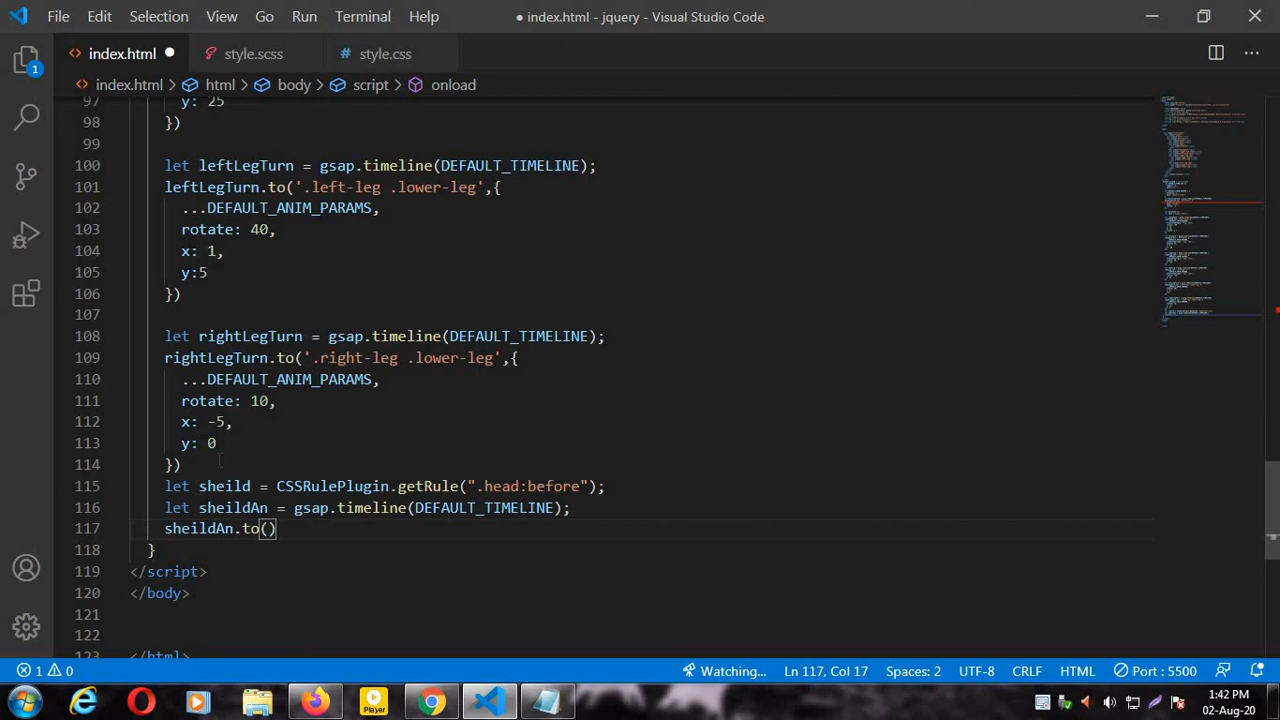 File Edit Selection View Go Run Terminal Help
● index.html - jquery - Visual Studio Code
index.html ● style.scss # style.css
index.html > html > body > script > onload
1
97 y: 25
98 })
99
100 let leftLegTurn = gsap.timeline(DEFAULT_TIMELINE);
101 leftLegTurn.to('.left-leg .lower-leg',{
102 ...DEFAULT_ANIM_PARAMS,
103 rotate: 40,
104 x: 1,
105 y:5
106 })
107
108 let rightLegTurn = gsap.timeline(DEFAULT_TIMELINE);
109 rightLegTurn.to('.right-leg .lower-leg',{
110 ...DEFAULT_ANIM_PARAMS,
111 rotate: 10,
112 x: -5,
113 y: 0
114 })
115 let sheild = CSSRulePlugin.getRule(".head:before");
116 let sheildAn = gsap.timeline(DEFAULT_TIMELINE);
117 sheildAn.to()
118 }
119 </script>
120 </body>
121
122
123 </html>
1 0 Watching... Ln 117, Col 17 Spaces: 2 UTF-8 CRLF HTML Port : 5500
Player
1:42 PM
02-Aug-20